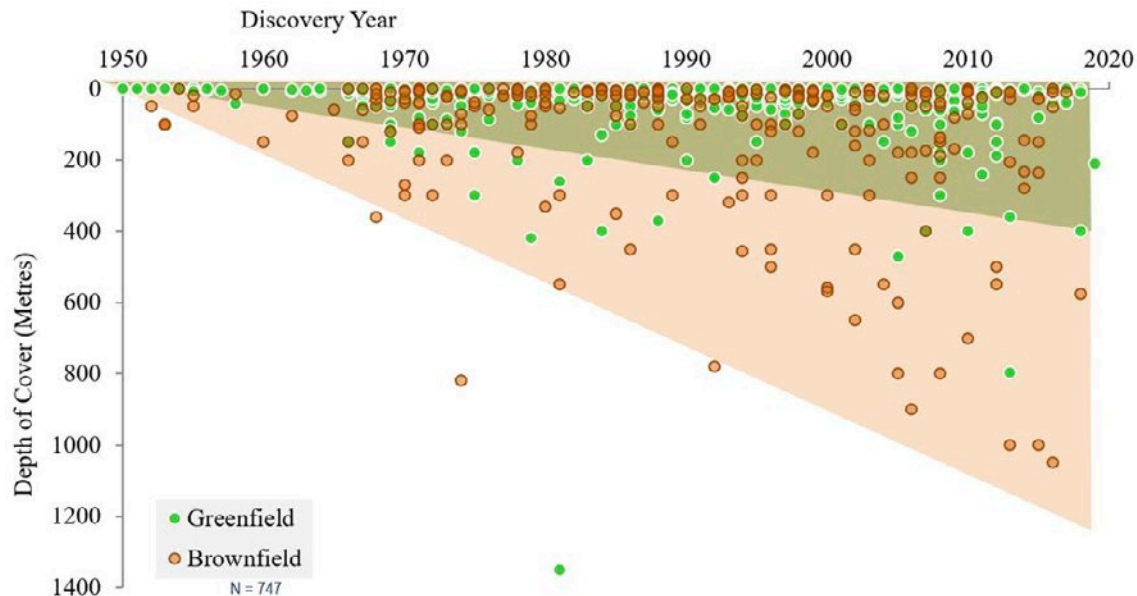 Discovery Year
1950 1960 1970 1980 1990 2000 2010 2020
0
200
400
600
800
1000
1200
1400
Depth of Cover (Metres)
Greenfield
Brownfield
N = 747